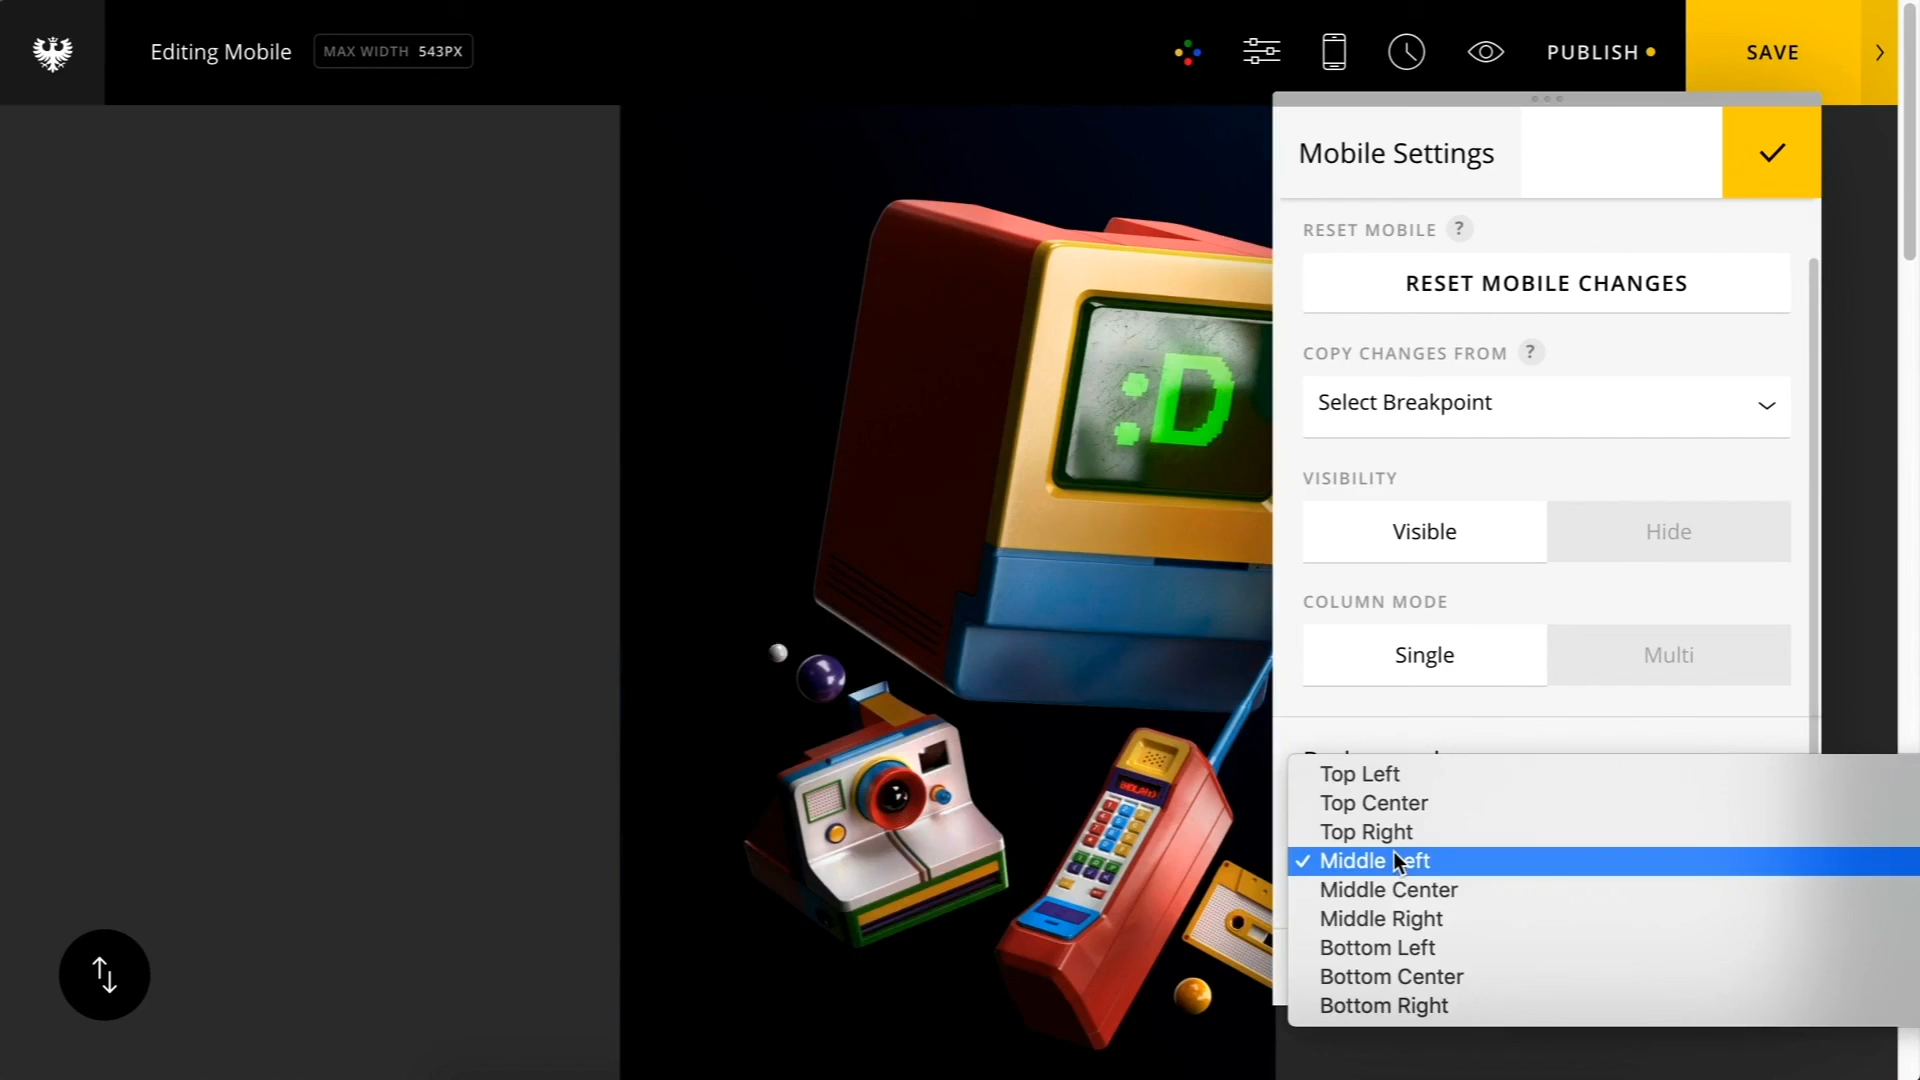 Editing Mobile
MAX WIDTH 543PX
PUBLISH
SAVE
Mobile Settings
RESET MOBILE ?
RESET MOBILE CHANGES
COPY CHANGES FROM ?
Select Breakpoint
VISIBILITY
Visible Hide
COLUMN MODE
Single Multi
Top Left
Top Center
Top Right
Middle Left
Middle Center
Middle Right
Bottom Left
Bottom Center
Bottom Right
:D